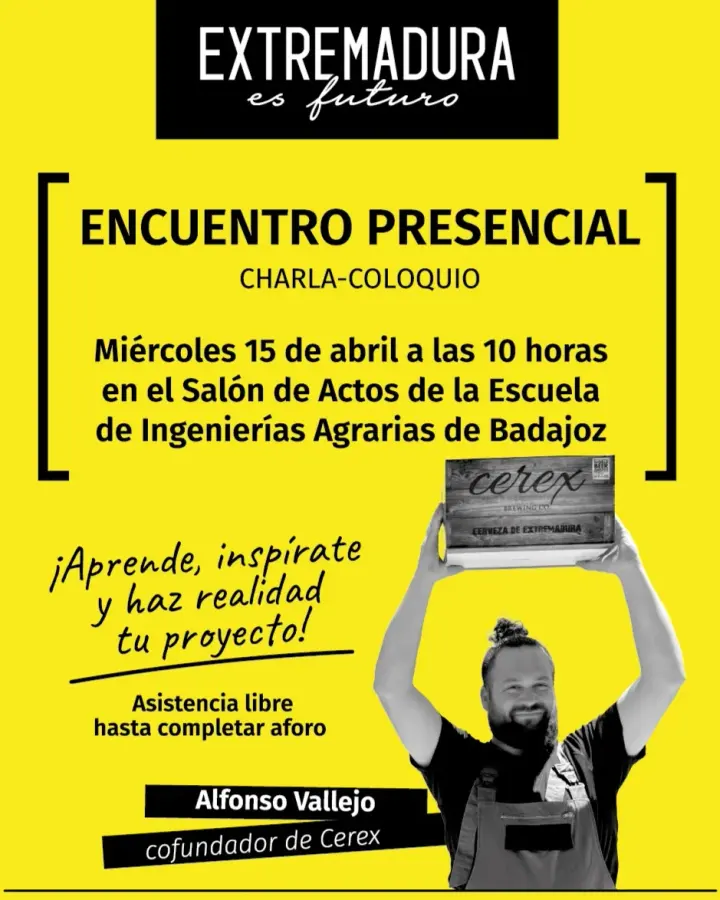 EXTREMADURA
es futuro
ENCUENTRO PRESENCIAL
CHARLA-COLOQUIO
Miércoles 15 de abril a las 10 horas
en el Salón de Actos de la Escuela
de Ingenierías Agrarias de Badajoz
cerex
BREWING CO.
CERVEZA DE EXTREMADURA
¡Aprende, inspírate
y haz realidad
tu proyecto!
Asistencia libre
hasta completar aforo
Alfonso Vallejo
cofundador de Cerex